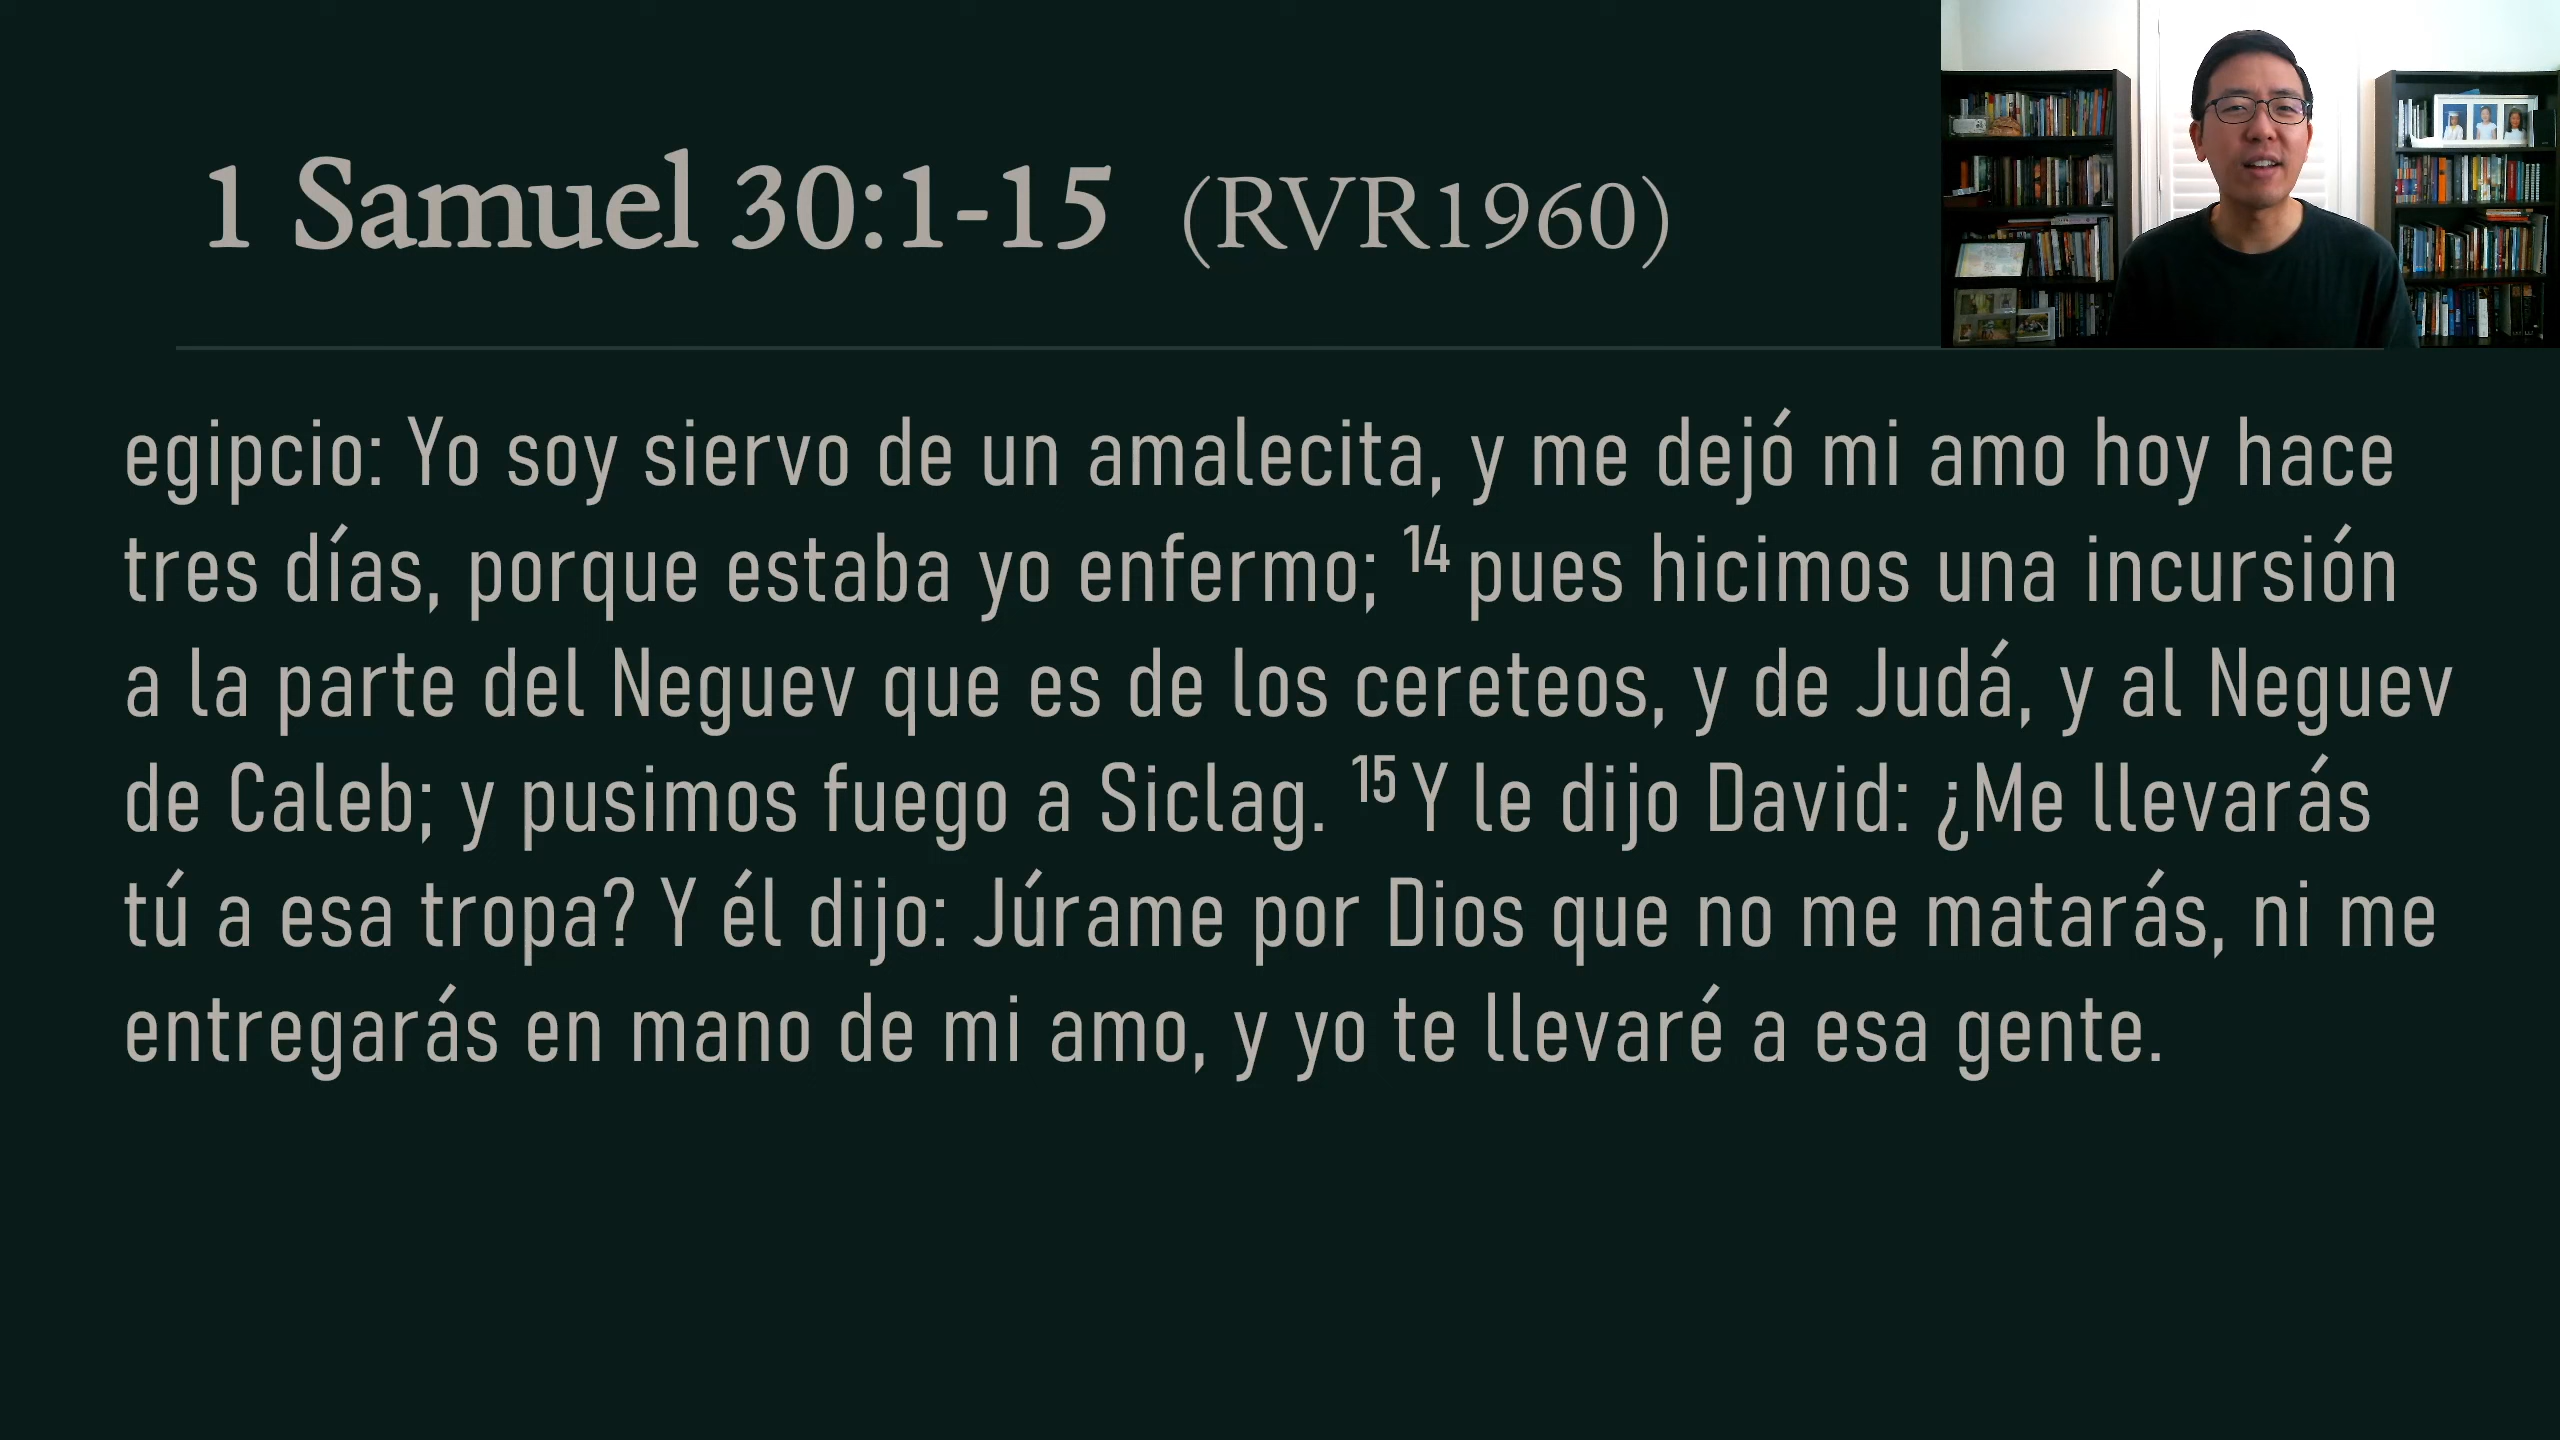 1 Samuel 30:1-15 (RVR1960)
egipcio: Yo soy siervo de un amalecita, y me dejó mi amo hoy hace
tres días, porque estaba yo enfermo; 14 pues hicimos una incursión
a la parte del Neguev que es de los cereteos, y de Judá, y al Neguev
de Caleb; y pusimos fuego a Siclag. 15 Y le dijo David: ¿Me llevarás
tú a esa tropa? Y él dijo: Júrame por Dios que no me matarás, ni me
entregarás en mano de mi amo, y yo te llevaré a esa gente.